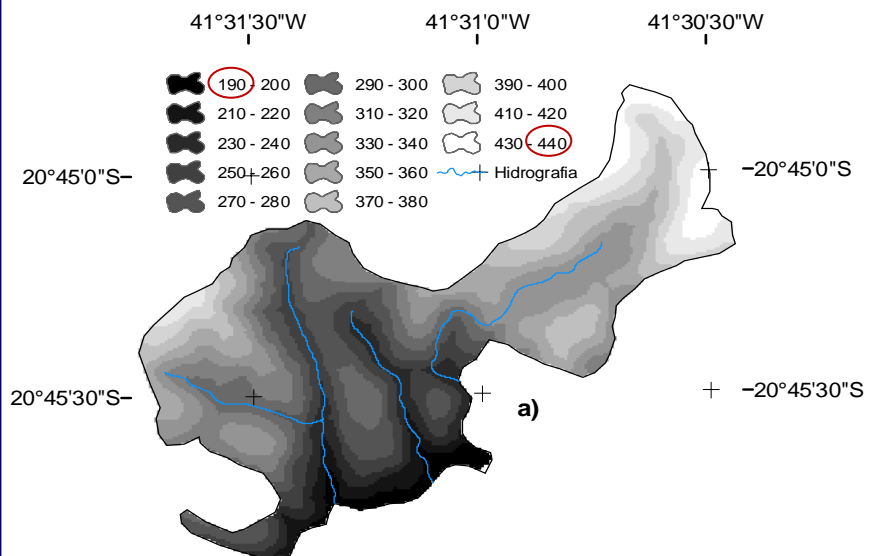 41°31'30"W 41°31'0"W 41°30'30"W
190 - 200 290 - 300 390 - 400
210 - 220 310 - 320 410 - 420
230 - 240 330 - 340 430 - 440
250 - 260 350 - 360 Hidrografia
270 - 280 370 - 380
20°45'0"S 20°45'0"S
20°45'30"S 20°45'30"S
a)